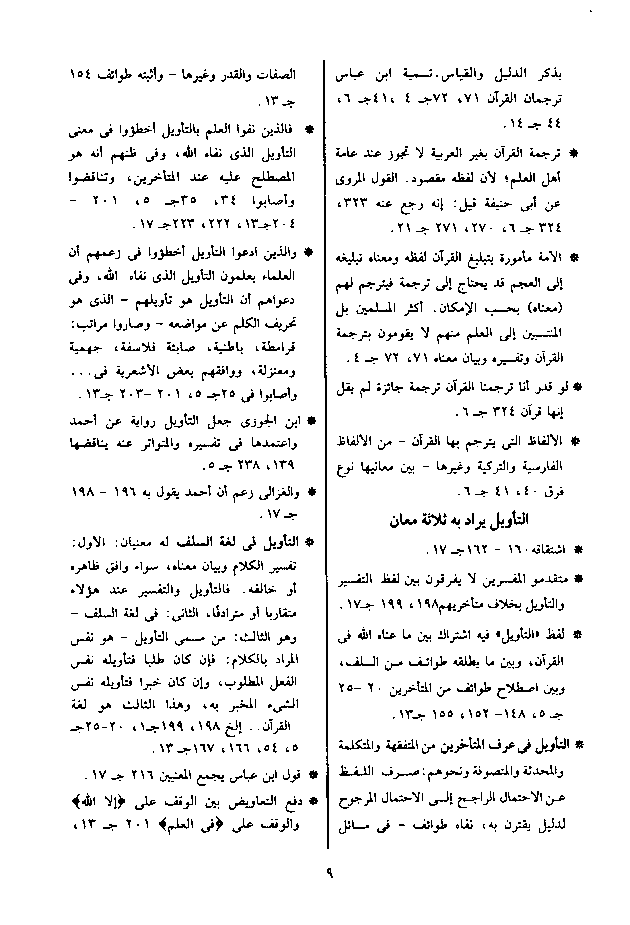 بذكر الدليل والقياس. تسمية ابن عباس
ترجمان القرآن ٧١، ٧٢جـ ٤ ،٤١جـ ٦،
٤٤ جـ ١٤.
* ترجمة القرآن بغير العربية لا تجوز عند عامة
أهل العلم؛ لأن لفظه مقصود. القول المروى
عن أبى حنيفة قيل: إنه رجع عنه ٣٢٣،
٣٢٤ جـ ٦، ٢٧٠، ٢٧١ جـ ٢١.
* الأمة مأمورة بتبليغ القرآن لفظه ومعناه تبليغه
إلى العجم قد يحتاج إلى ترجمة فيترجم لهم
(معناه) بحسب الإمكان. أكثر المسلمين بل
المنتسبين إلى العلم منهم لا يقومون بترجمة
القرآن وتفسيره وبيان معناه ٧١، ٧٢ جـ ٤.
* لو قدر أنا ترجمنا القرآن ترجمة جائزة لم يقل
إنها قرآن ٣٢٤ جـ ٦.
* الألفاظ التى يترجم بها القرآن – من الألفاظ
الفارسية والتركية وغيرها – بين معانيها نوع
فرق ٤٠، ٤١ جـ ٦.
التأويل يراد به ثلاثة معان
* اشتقاقه ١٦٠ – ١٦٢جـ ١٧.
* متقدمو المفسرين لا يفرقون بين لفظ التفسير
والتأويل بخلاف متأخريهم١٩٨، ١٩٩ جـ١٧.
* لفظ «التأويل» فيه اشتراك بين ما عناه الله فى
القرآن، وبين ما يطلقه طوائف من السلف،
وبين اصطلاح طوائف من المتأخرين ٢٠ –٢٥
جـ ٥، ١٤٨– ١٥٢، ١٥٥ جـ١٣.
* التأويل فى عرف المتأخرين من المتفقهة والمتكلمة
والمحدثة والمتصوفة ونحوهم: صرف اللفظ
عن الاحتمال الراجح إلى الاحتمال المرجوح
لدليل يقترن به، نفاه طوائف – فى مسائل
الصفات والقدر وغيرها – وأثبته طوائف ١٥٤
جـ ١٣.
* فالذين نفوا العلم بالتأويل أخطؤوا فى معنى
التأويل الذى نفاه الله، وفى ظنهم أنه هو
المصطلح عليه عند المتأخرين، وتناقضوا
وأصابوا ٣٤، ٣٥جـ ٥، ٢٠١ –
٢٠٤جـ١٣، ٢٢٢، ٢٢٣جـ ١٧.
* والذين ادعوا التأويل أخطؤوا فى زعمهم أن
العلماء يعلمون التأويل الذى نفاه الله، وفى
دعواهم أن التأويل هو تأويلهم – الذى هو
تحريف الكلم عن مواضعه – وصاروا مراتب:
قرامطة، باطنية، صابئة فلاسفة، جهمية
ومعتزلة، ووافقهم بعض الأشعرية فى...
وأصابوا فى ٢٥جـ ٥، ٢٠١ –٢٠٣ جـ١٣.
* ابن الجوزى جعل التأويل رواية عن أحمد
واعتمدها فى تفسيره والمتواتر عنه يناقضها
١٣٩، ٢٣٨ جـ ٥.
* والغزالى زعم أن أحمد يقول به ١٩٦ – ١٩٨
جـ ١٧.
* التأويل فى لغة السلف له معنيان: الأول:
تفسير الكلام وبيان معناه، سواء وافق ظاهره
أو خالفه. فالتأويل والتفسير عند هؤلاء
متقاربا أو مترادفًا، الثانى: فى لغة السلف –
وهو الثالث: من مسمى التأويل – هو نفس
المراد بالكلام: فإن كان طلبا فتأويله نفس
الفعل المطلوب، وإن كان خبرا فتأويله نفس
الشىء المخبر به، وهذا الثالث هو لغة
القرآن.. إلخ ١٩٨، ١٩٩جـ١، ٢٠–٢٥جـ
٥، ٥٤، ١٦٦، ١٦٧جـ ١٣.
* قول ابن عباس يجمع المعنيين ٢١٦ جـ ١٧.
* دفع التعاويض بين الوقف على ﴿إلا الله﴾
والوقف على ﴿فى العلم﴾ ٢٠١ جـ ١٣،
٩